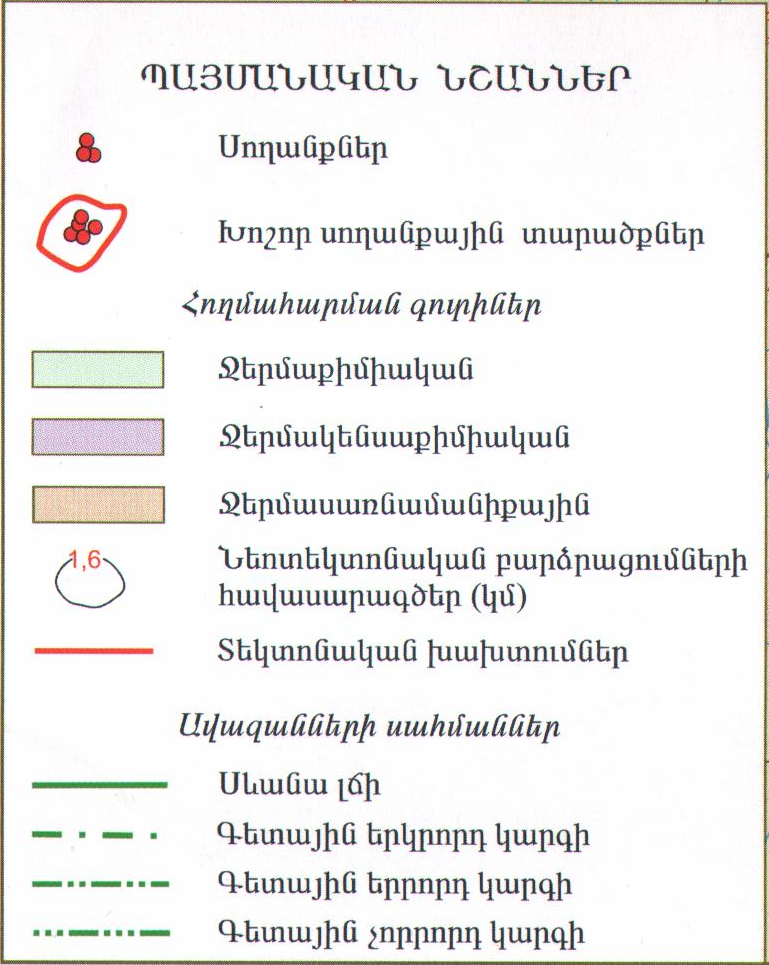 ՊԱՅՄԱՆԱԿԱՆ ՆՇԱՆՆԵՐ
Սողանքներ
Խոշոր սողանքային տարածքներ
Հողմահարման գոտիներ
Ջերմաքիմիական
Ջերմակենսաքիմիական
Ջերմասառնամանիքային
1,6
Նեոտեկտոնական բարձրացումների
հավասարագծեր (կմ)
Տեկտոնական խախտումներ
Ավազանների սահմաններ
Սևանա լճի
Գետային երկրորդ կարգի
Գետային երրորդ կարգի
Գետային չորրորդ կարգի